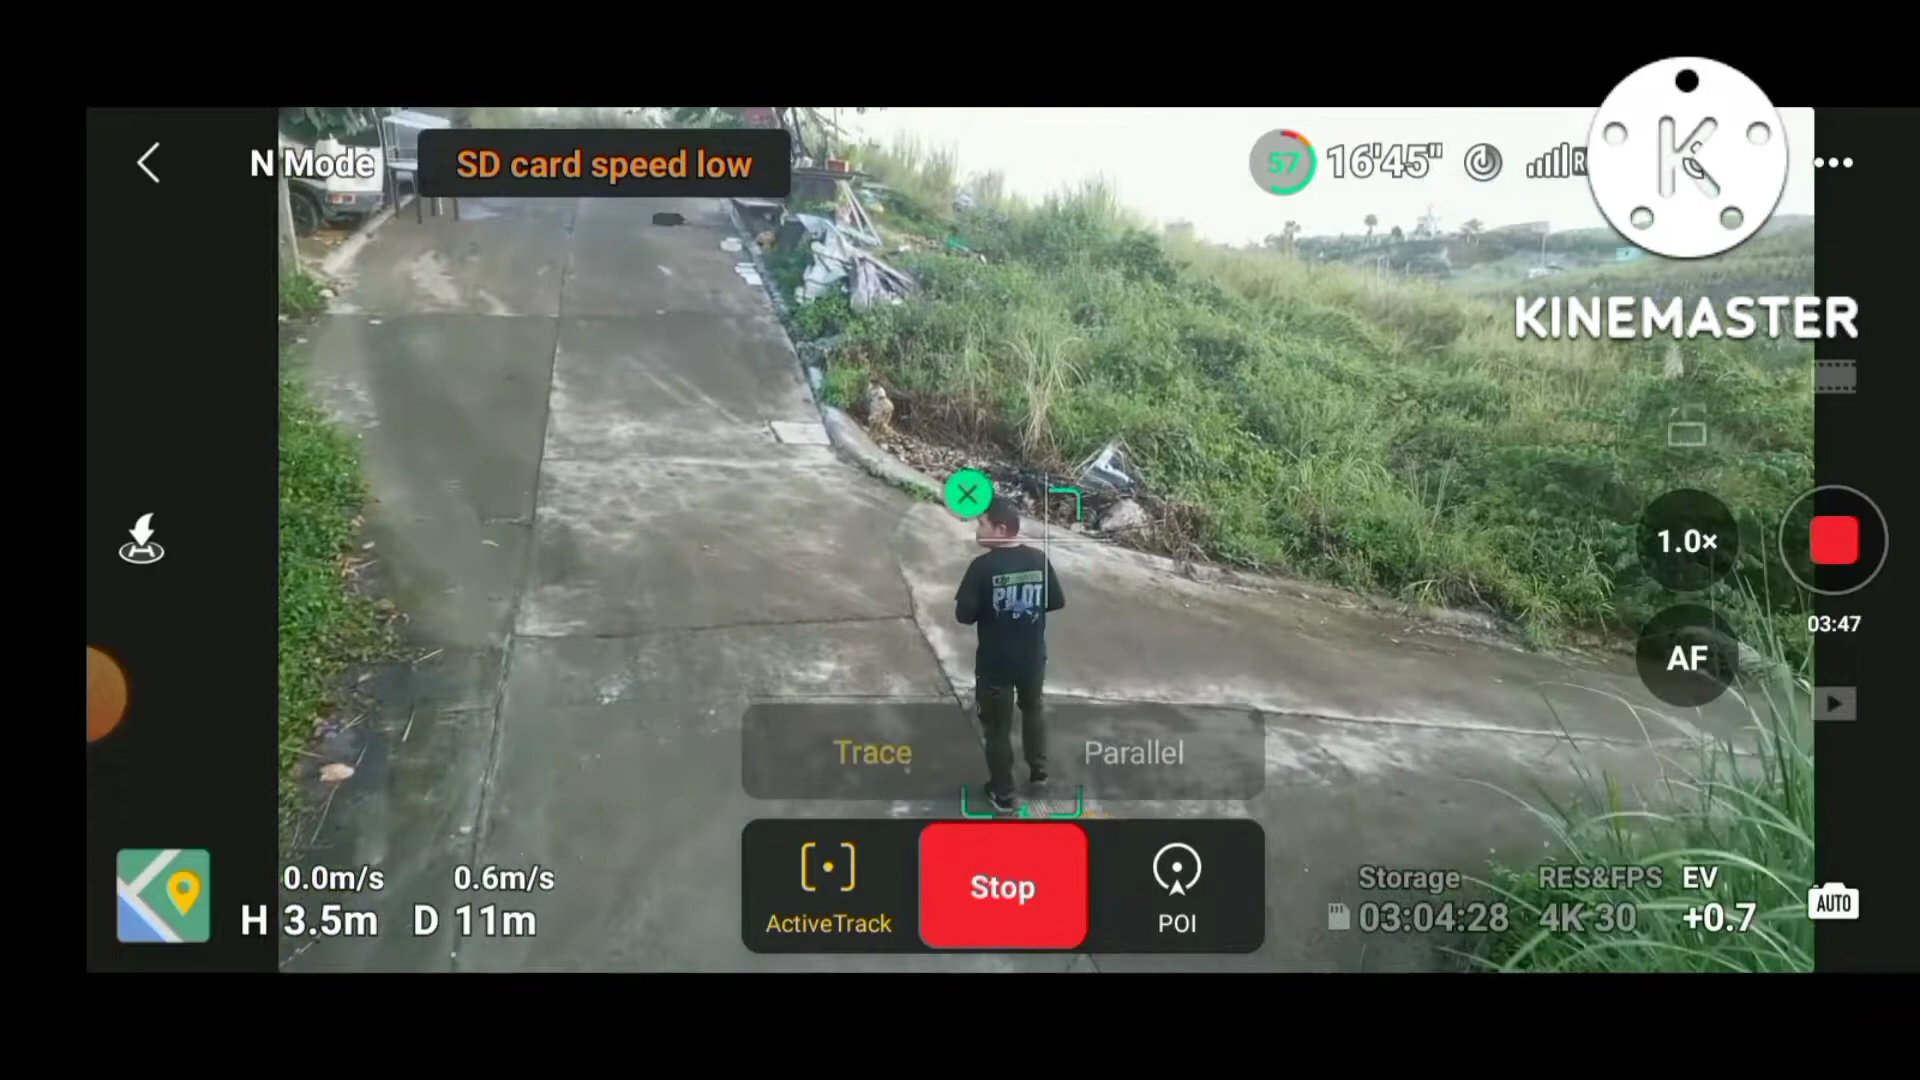 N Mode
SD card speed low
57
16'45"
K
KINEMASTER
1.0×
AF
03:47
PILOT
Trace
Parallel
ActiveTrack
Stop
POI
0.0m/s
0.6m/s
H 3.5m
D 11m
Storage
03:04:28
RES&FPS
4K 30
EV
+0.7
AUTO